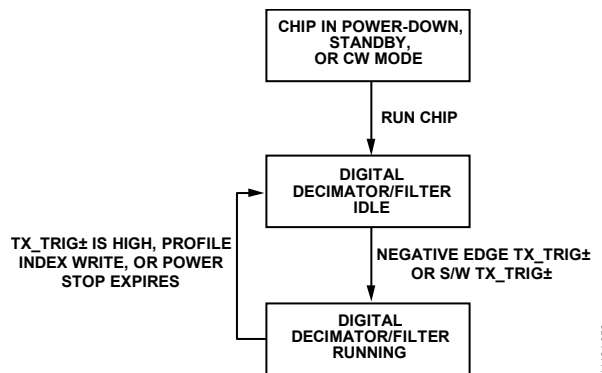 CHIP IN POWER-DOWN,
STANDBY,
OR CW MODE
RUN CHIP
DIGITAL
DECIMATOR/FILTER
IDLE
TX_TRIG± IS HIGH, PROFILE
INDEX WRITE, OR POWER
STOP EXPIRES
NEGATIVE EDGE TX_TRIG±
OR S/W TX_TRIG±
DIGITAL
DECIMATOR/FILTER
RUNNING